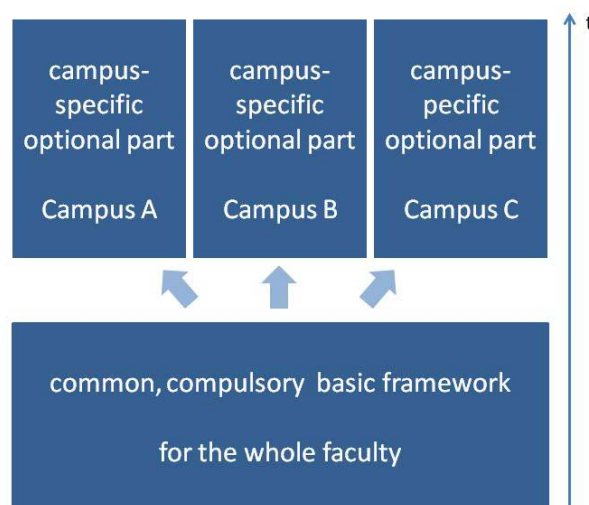 campus-
specific
optional part
Campus A
campus-
specific
optional part
Campus B
campus-
pecific
optional part
Campus C
t
common, compulsory basic framework
for the whole faculty